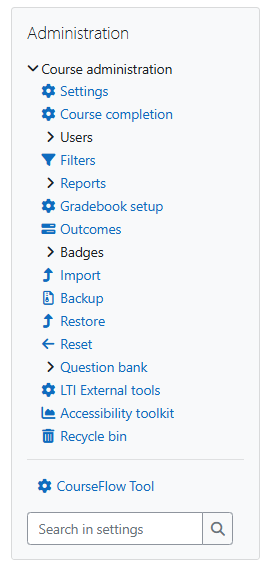 Administration
Course administration
Settings
Course completion
Users
Filters
Reports
Gradebook setup
Outcomes
Badges
Import
Backup
Restore
Reset
Question bank
LTI External tools
Accessibility toolkit
Recycle bin
CourseFlow Tool
Search in settings